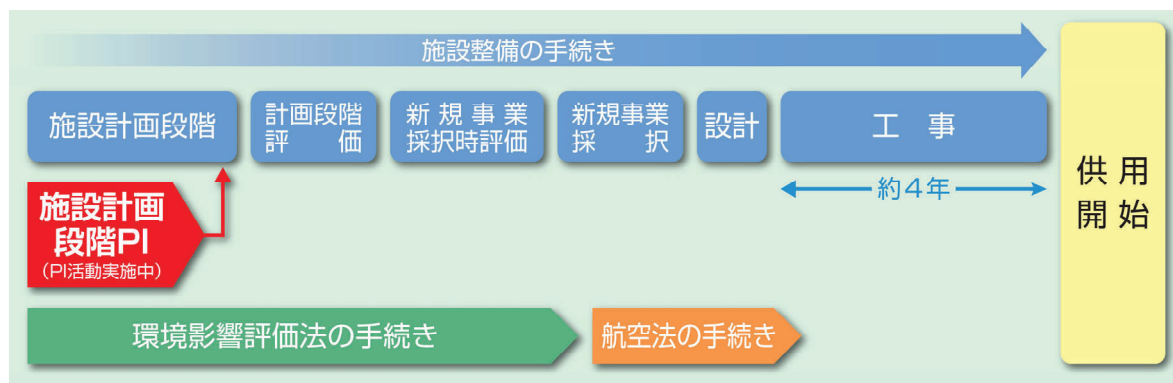 施設整備の手続き
施設計画段階
計画段階
評価
新規事業
採択時評価
新規事業
採択
設計
工事
約4年
供用
開始
施設計画
段階PI
(PI活動実施中)
環境影響評価法の手続き
航空法の手続き